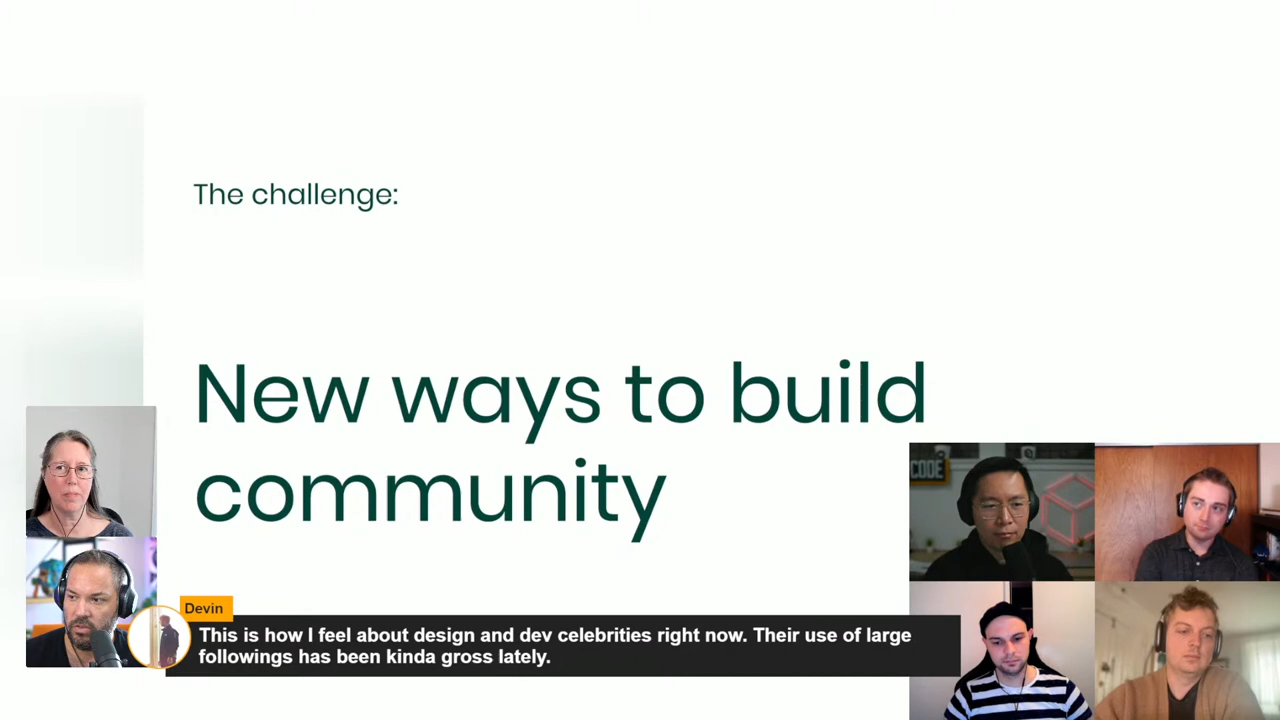 The challenge:
New ways to build
community
CODE
Devin
This is how I feel about design and dev celebrities right now. Their use of large
followings has been kinda gross lately.